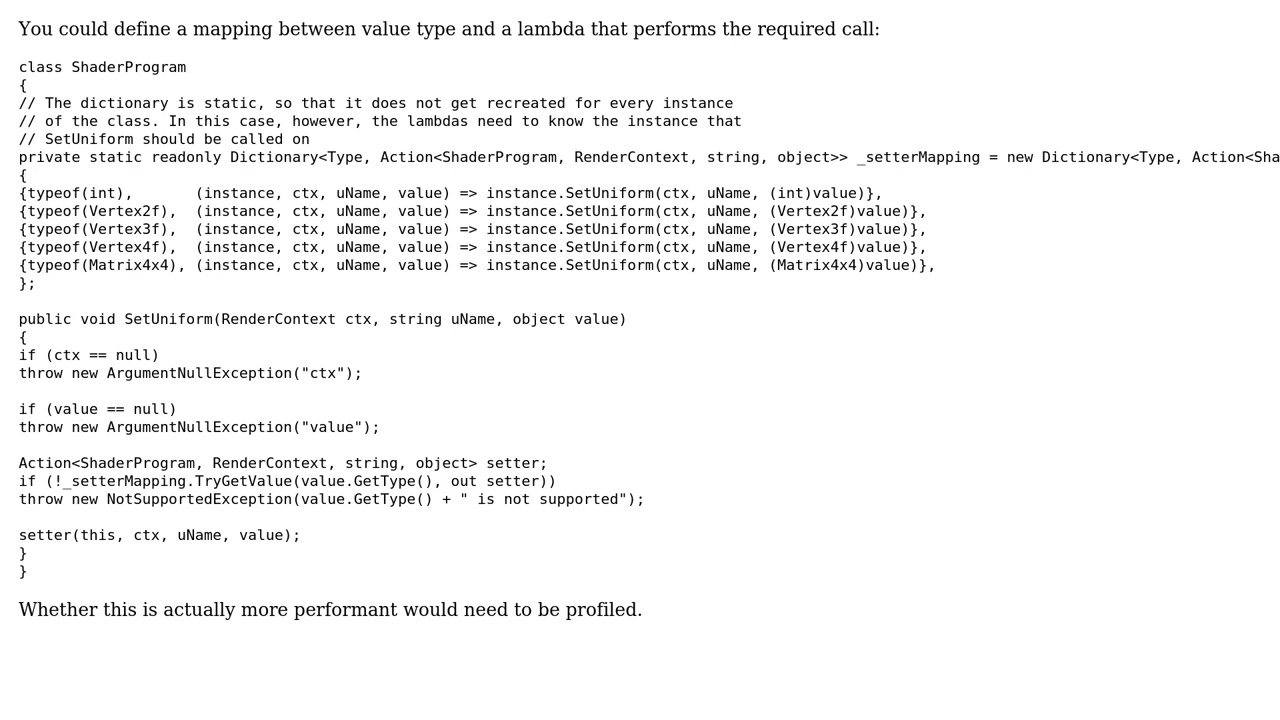 You could define a mapping between value type and a lambda that performs the required call:
class ShaderProgram
{
// The dictionary is static, so that it does not get recreated for every instance
// of the class. In this case, however, the lambdas need to know the instance that
// SetUniform should be called on
private static readonly Dictionary<Type, Action<ShaderProgram, RenderContext, string, object>> _setterMapping = new Dictionary<Type, Action<Sha
{
{typeof(int),       (instance, ctx, uName, value) => instance.SetUniform(ctx, uName, (int)value)},
{typeof(Vertex2f),  (instance, ctx, uName, value) => instance.SetUniform(ctx, uName, (Vertex2f)value)},
{typeof(Vertex3f),  (instance, ctx, uName, value) => instance.SetUniform(ctx, uName, (Vertex3f)value)},
{typeof(Vertex4f),  (instance, ctx, uName, value) => instance.SetUniform(ctx, uName, (Vertex4f)value)},
{typeof(Matrix4x4), (instance, ctx, uName, value) => instance.SetUniform(ctx, uName, (Matrix4x4)value)},
};
public void SetUniform(RenderContext ctx, string uName, object value)
{
if (ctx == null)
throw new ArgumentNullException("ctx");
if (value == null)
throw new ArgumentNullException("value");
Action<ShaderProgram, RenderContext, string, object> setter;
if (!_setterMapping.TryGetValue(value.GetType(), out setter))
throw new NotSupportedException(value.GetType() + " is not supported");
setter(this, ctx, uName, value);
}
}
Whether this is actually more performant would need to be profiled.